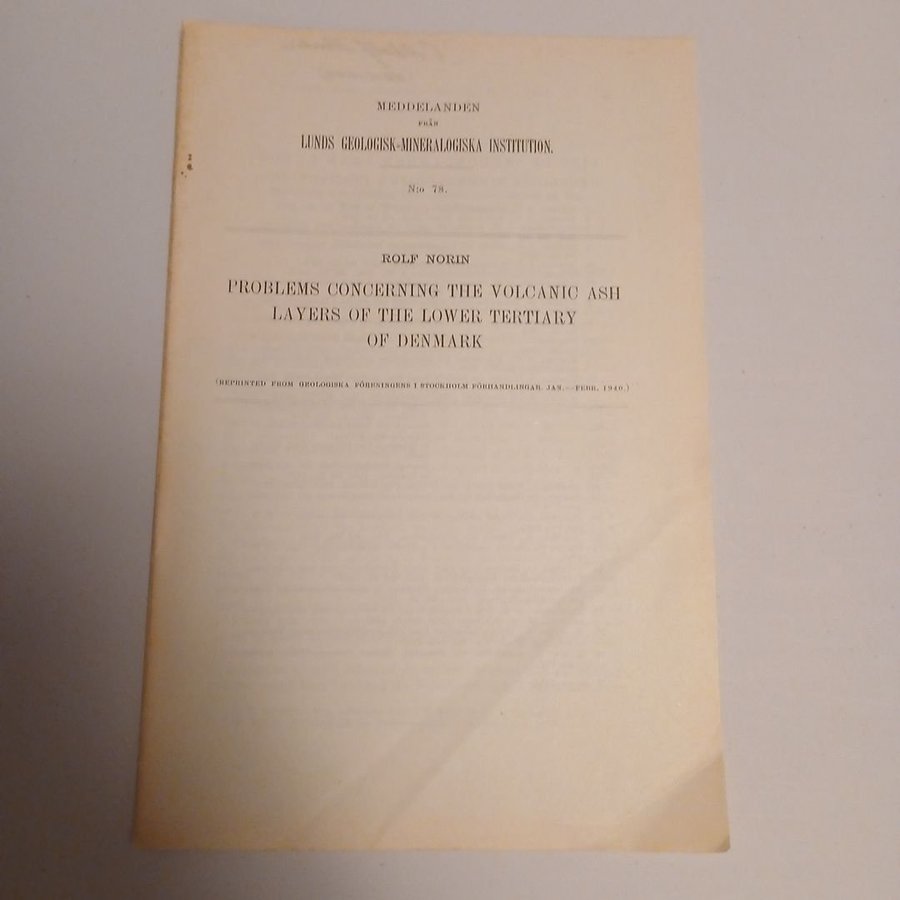 MEDDELANDEN
FRÅN
LUNDS GEOLOGISK-MINERALOGISKA INSTITUTION.
N:o 78.
ROLF NORIN
PROBLEMS CONCERNING THE VOLCANIC ASH
LAYERS OF THE LOWER TERTIARY
OF DENMARK
(REPRINTED FROM GEOLOGISKA FÖRENINGENS I STOCKHOLM FÖRHANDLINGAR. JAN.—FEBR. 1940.)